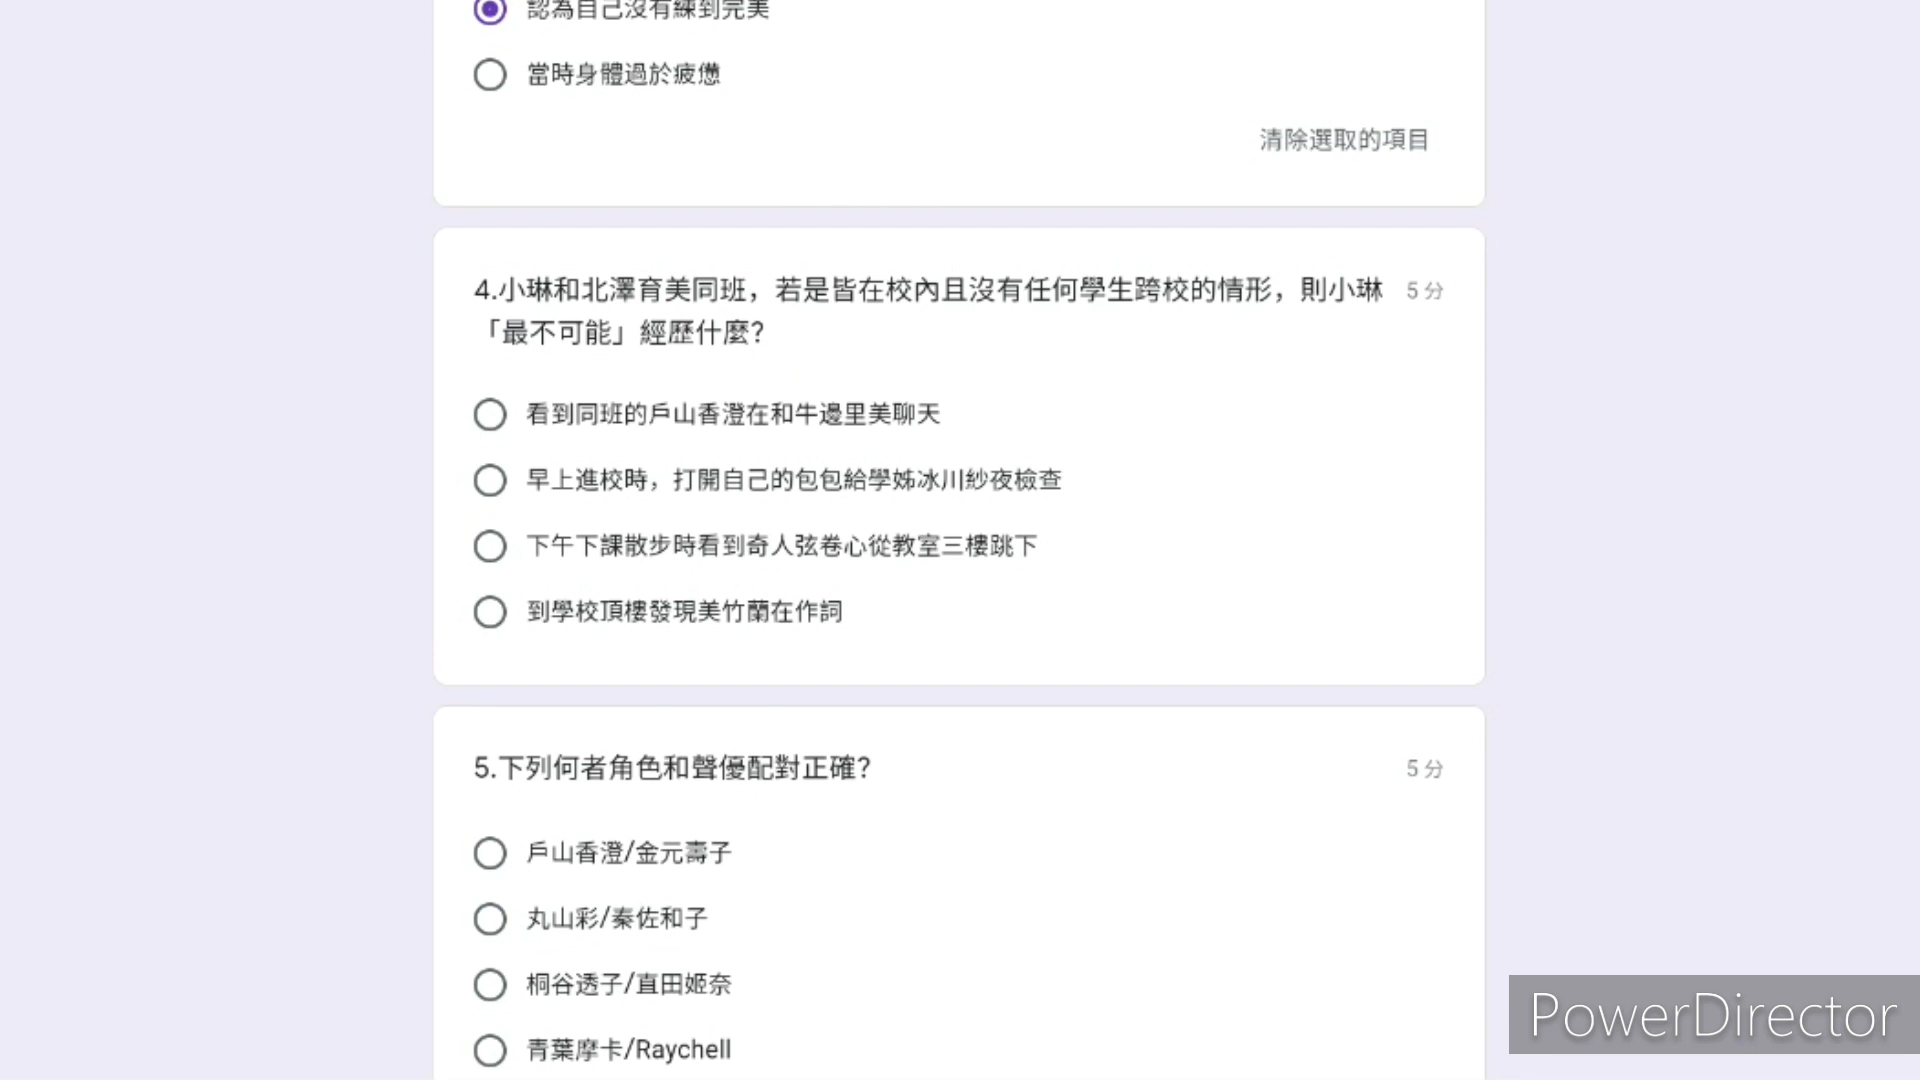 認為自己沒有練到完美
當時身體過於疲憊
清除選取的項目
4.小琳和北澤育美同班，若是皆在校內且沒有任何學生跨校的情形，則小琳 5 分
「最不可能」經歷什麼?
看到同班的戶山香澄在和牛邊里美聊天
早上進校時，打開自己的包包給學姊冰川紗夜檢查
下午下課散步時看到奇人弦卷心從教室三樓跳下
到學校頂樓發現美竹蘭在作詞
5.下列何者角色和聲優配對正確? 5 分
戶山香澄/金元壽子
丸山彩/秦佐和子
桐谷透子/直田姬奈
青葉摩卡/Raychell
PowerDirector